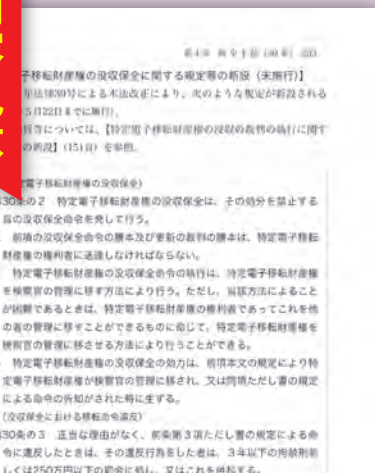 第4章 保全手続(30条) 221
子移転財産権の没収保全に関する規定等の新設（未施行）】
年法律39号による本法改正により、次のような規定が新設される
5月22日までに施行)。
等については、【特定電子移転財産権の没収の裁判の執行に関す
の新設】(151頁) を参照。
定電子移転財産権の没収保全)
30条の2 特定電子移転財産権の没収保全は、その処分を禁止する
旨の没収保全命令を発して行う。
前項の没収保全命令の謄本及び更新の裁判の謄本は、特定電子移転
財産権の権利者に送達しなければならない。
特定電子移転財産権の没収保全命令の執行は、特定電子移転財産権
を検察官の管理に移す方法により行う。ただし、当該方法によること
が困難であるときは、特定電子移転財産権の権利者であってこれを他
の者の管理に移すことができるものに命じて、特定電子移転財産権を
検察官の管理に移させる方法により行うことができる。
特定電子移転財産権の没収保全の効力は、前項本文の規定により特
定電子移転財産権が検察官の管理に移され、又は同項ただし書の規定
による命令の告知がされた時に生ずる。
(没収保全における移転命令違反)
30条の3 正当な理由がなく、前条第3項ただし書の規定による命
令に違反したときは、その違反行為をした者は、3年以下の拘禁刑若
しくは250万円以下の罰金に処し、又はこれを併科する。